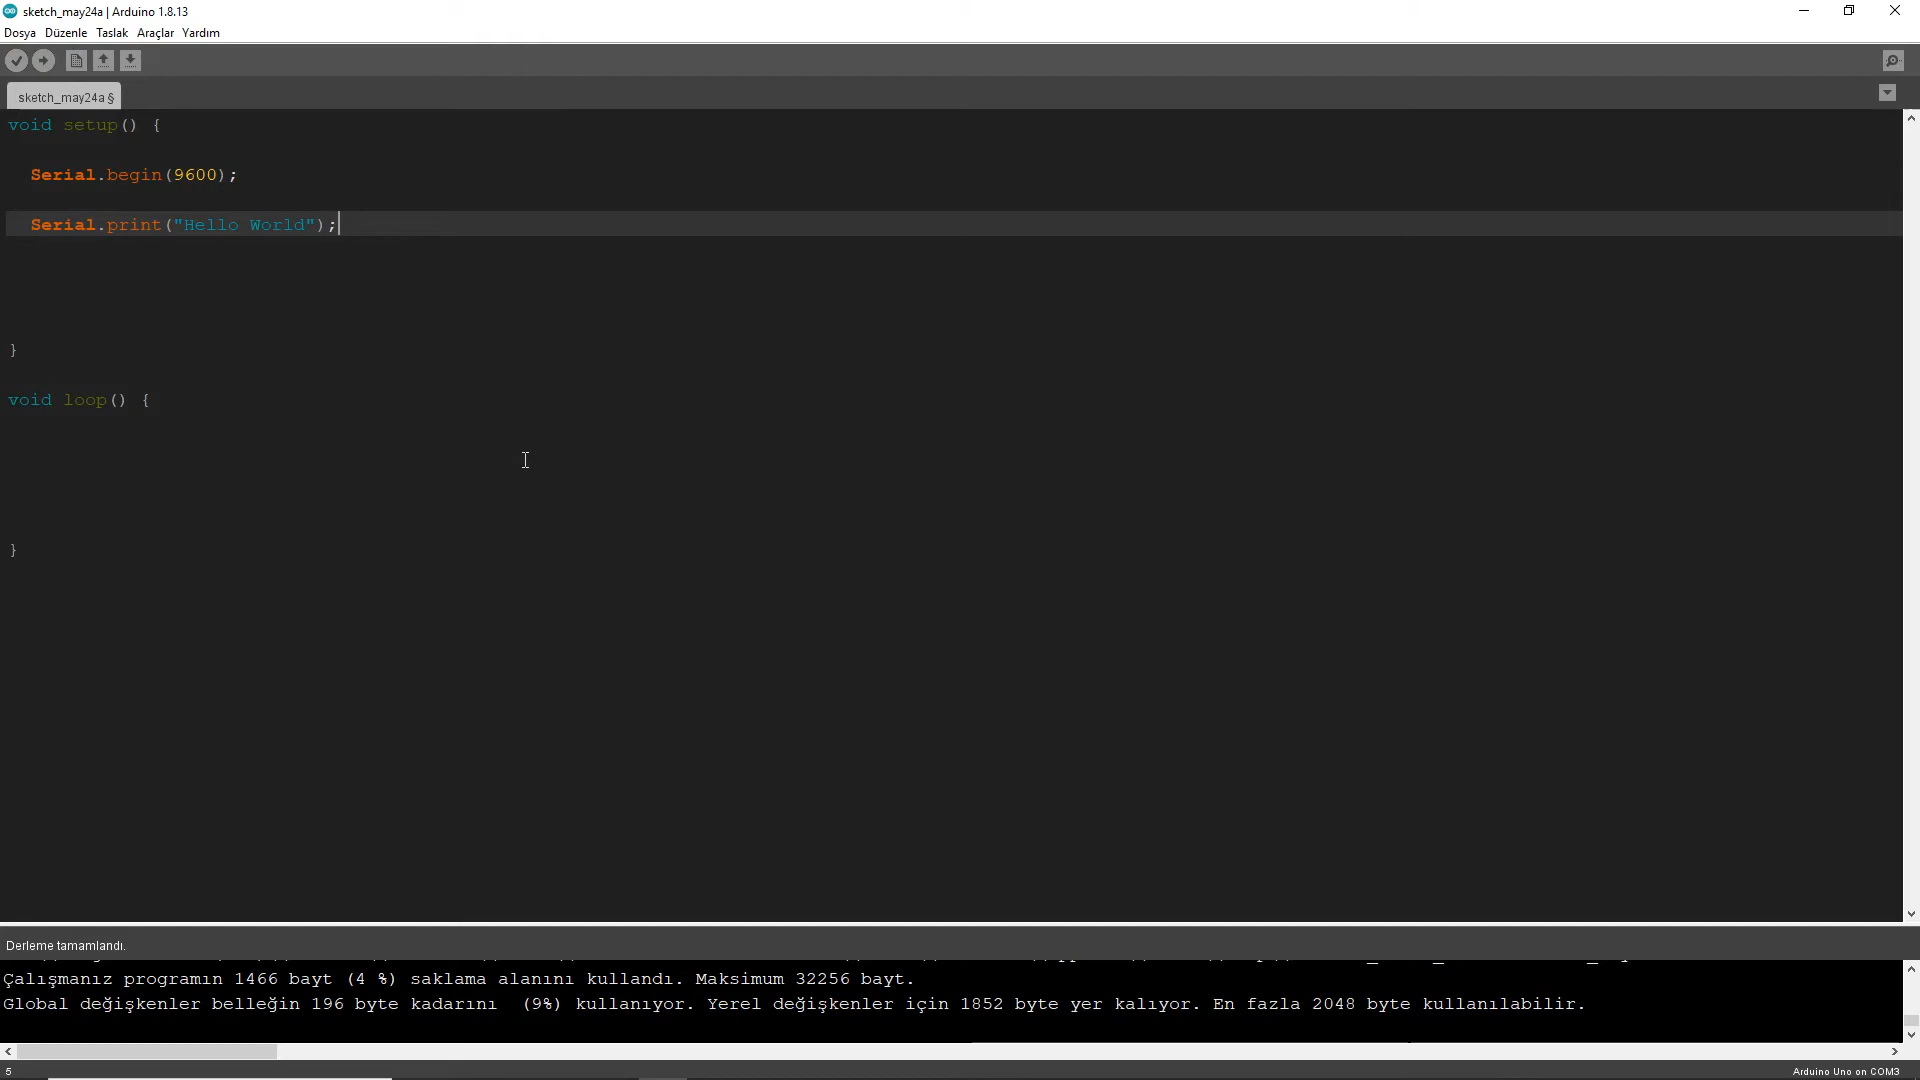 sketch_may24a | Arduino 1.8.13
Dosya Düzenle Taslak Araçlar Yardım
sketch_may24a §
void setup() {
Serial.begin(9600);
Serial.print("Hello World");
}
void loop() {
}
Derleme tamamlandı.
Çalışmanız programın 1466 bayt (4 %) saklama alanını kullandı. Maksimum 32256 bayt.
Global değişkenler belleğin 196 byte kadarını  (9%) kullanıyor. Yerel değişkenler için 1852 byte yer kalıyor. En fazla 2048 byte kullanılabilir.
5
Arduino Uno on COM3